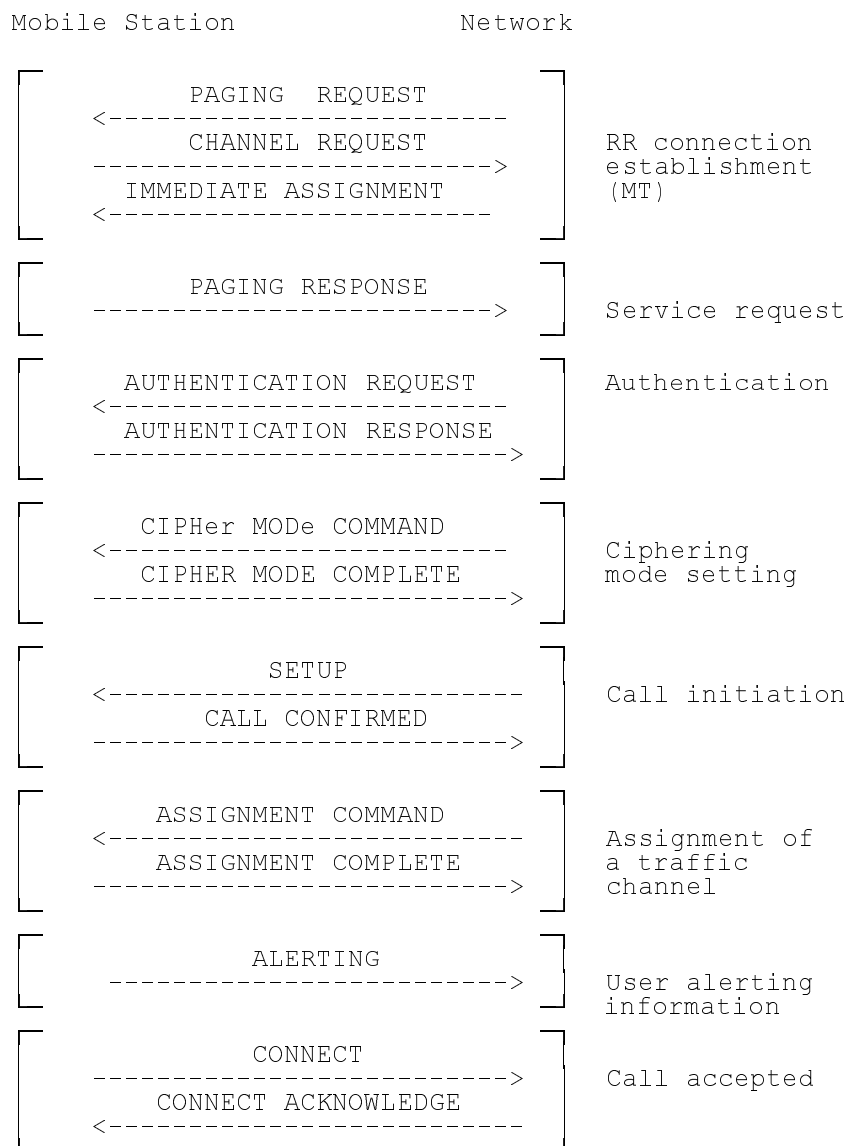 Mobile Station Network
PAGING REQUEST
<-------------------------
CHANNEL REQUEST
RR connection
------------------------->
establishment
IMMEDIATE ASSIGNMENT
(MT)
<------------------------
PAGING RESPONSE
------------------------->
Service request
AUTHENTICATION REQUEST
Authentication
<-------------------------
AUTHENTICATION RESPONSE
-------------------------->
CIPHer MODe COMMAND
<-------------------------
Ciphering
CIPHER MODE COMPLETE
mode setting
-------------------------->
SETUP
<--------------------------
Call initiation
CALL CONFIRMED
-------------------------->
ASSIGNMENT COMMAND
<--------------------------
Assignment of
ASSIGNMENT COMPLETE
a traffic
-------------------------->
channel
ALERTING
------------------------->
User alerting
information
CONNECT
-------------------------->
Call accepted
CONNECT ACKNOWLEDGE
<--------------------------